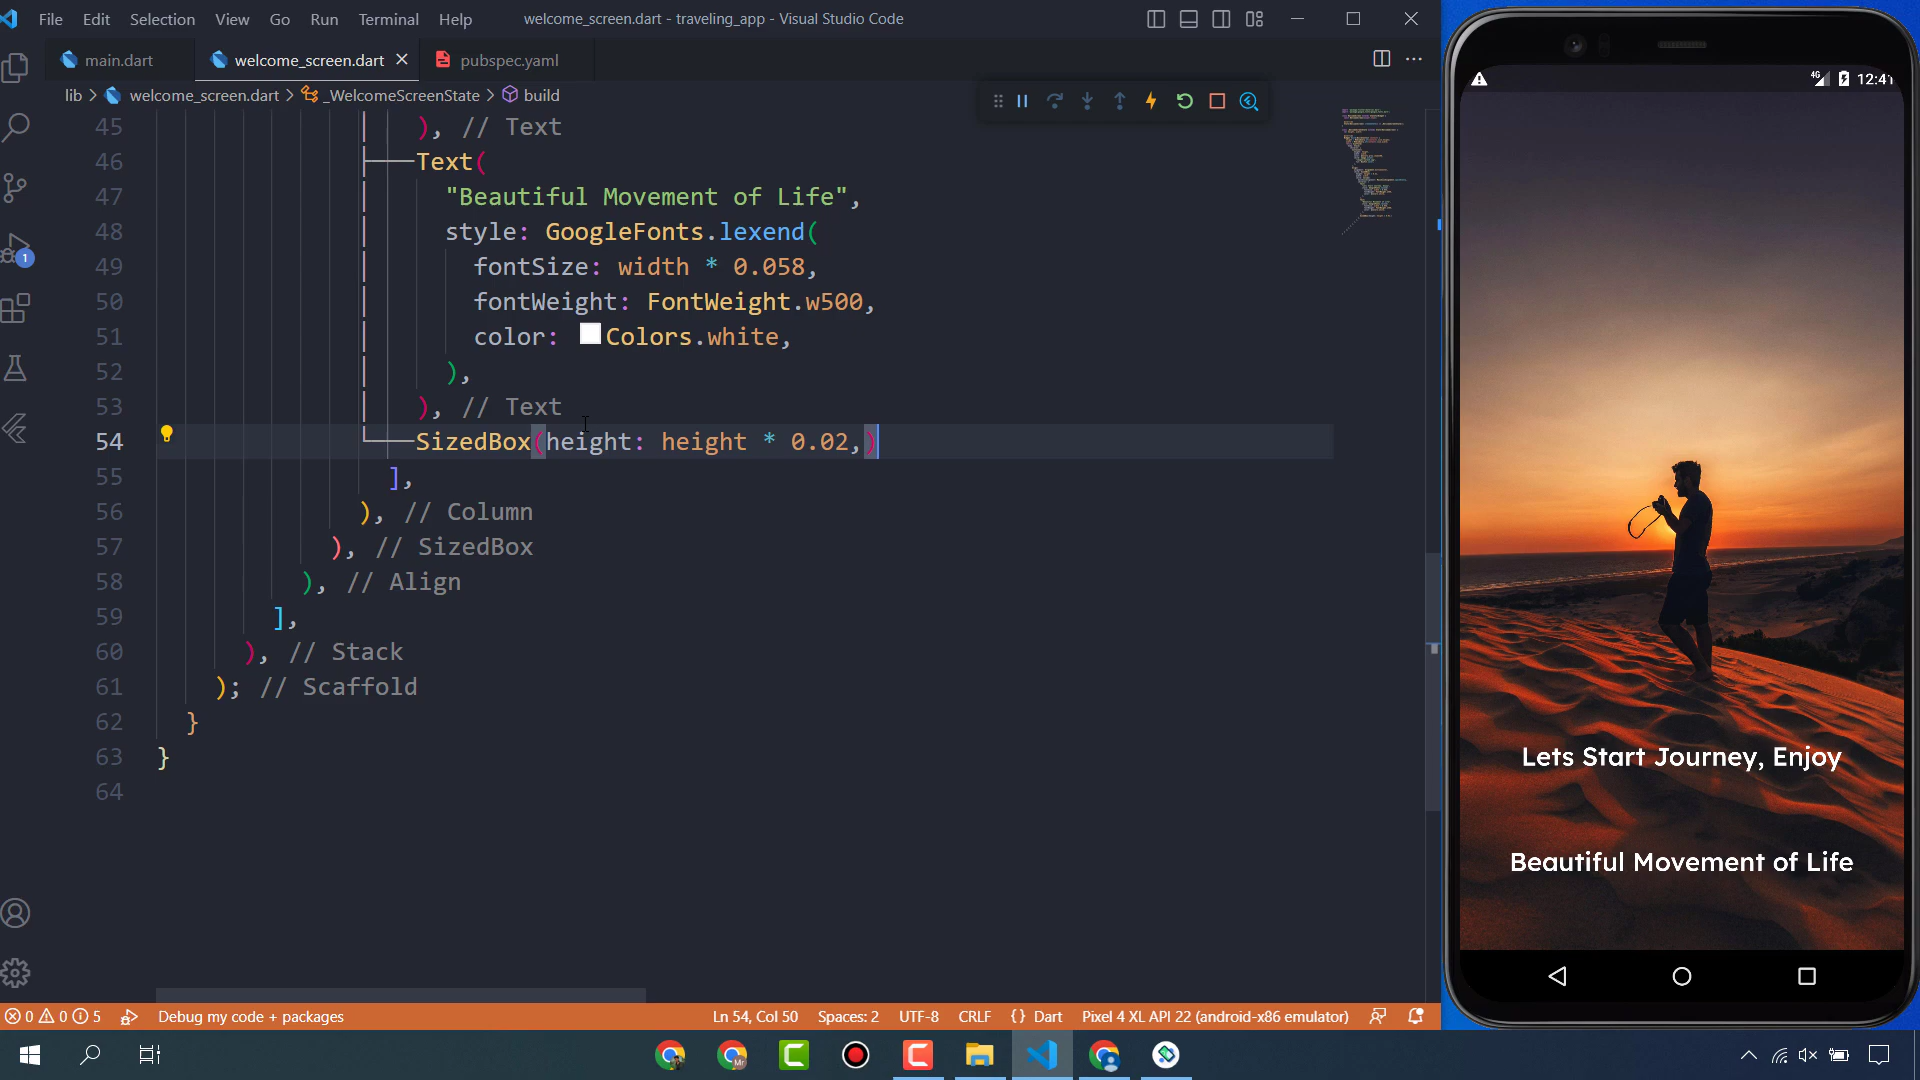 File Edit Selection View Go Run Terminal Help
welcome_screen.dart - traveling_app - Visual Studio Code
main.dart
welcome_screen.dart
pubspec.yaml
lib > welcome_screen.dart > _WelcomeScreenState > build
45 ), // Text
46 Text(
47 "Beautiful Movement of Life",
48 style: GoogleFonts.lexend(
49 fontSize: width * 0.058,
50 fontWeight: FontWeight.w500,
51 color: Colors.white,
52 ),
53 ), // Text
54 SizedBox(height: height * 0.02,)
55 ],
56 ), // Column
57 ), // SizedBox
58 ), // Align
59 ],
60 ), // Stack
61 ); // Scaffold
62 }
63 }
64
1
0 0 5 Debug my code + packages
Ln 54, Col 50 Spaces: 2 UTF-8 CRLF {} Dart Pixel 4 XL API 22 (android-x86 emulator)
4G 12:41
Lets Start Journey, Enjoy
Beautiful Movement of Life